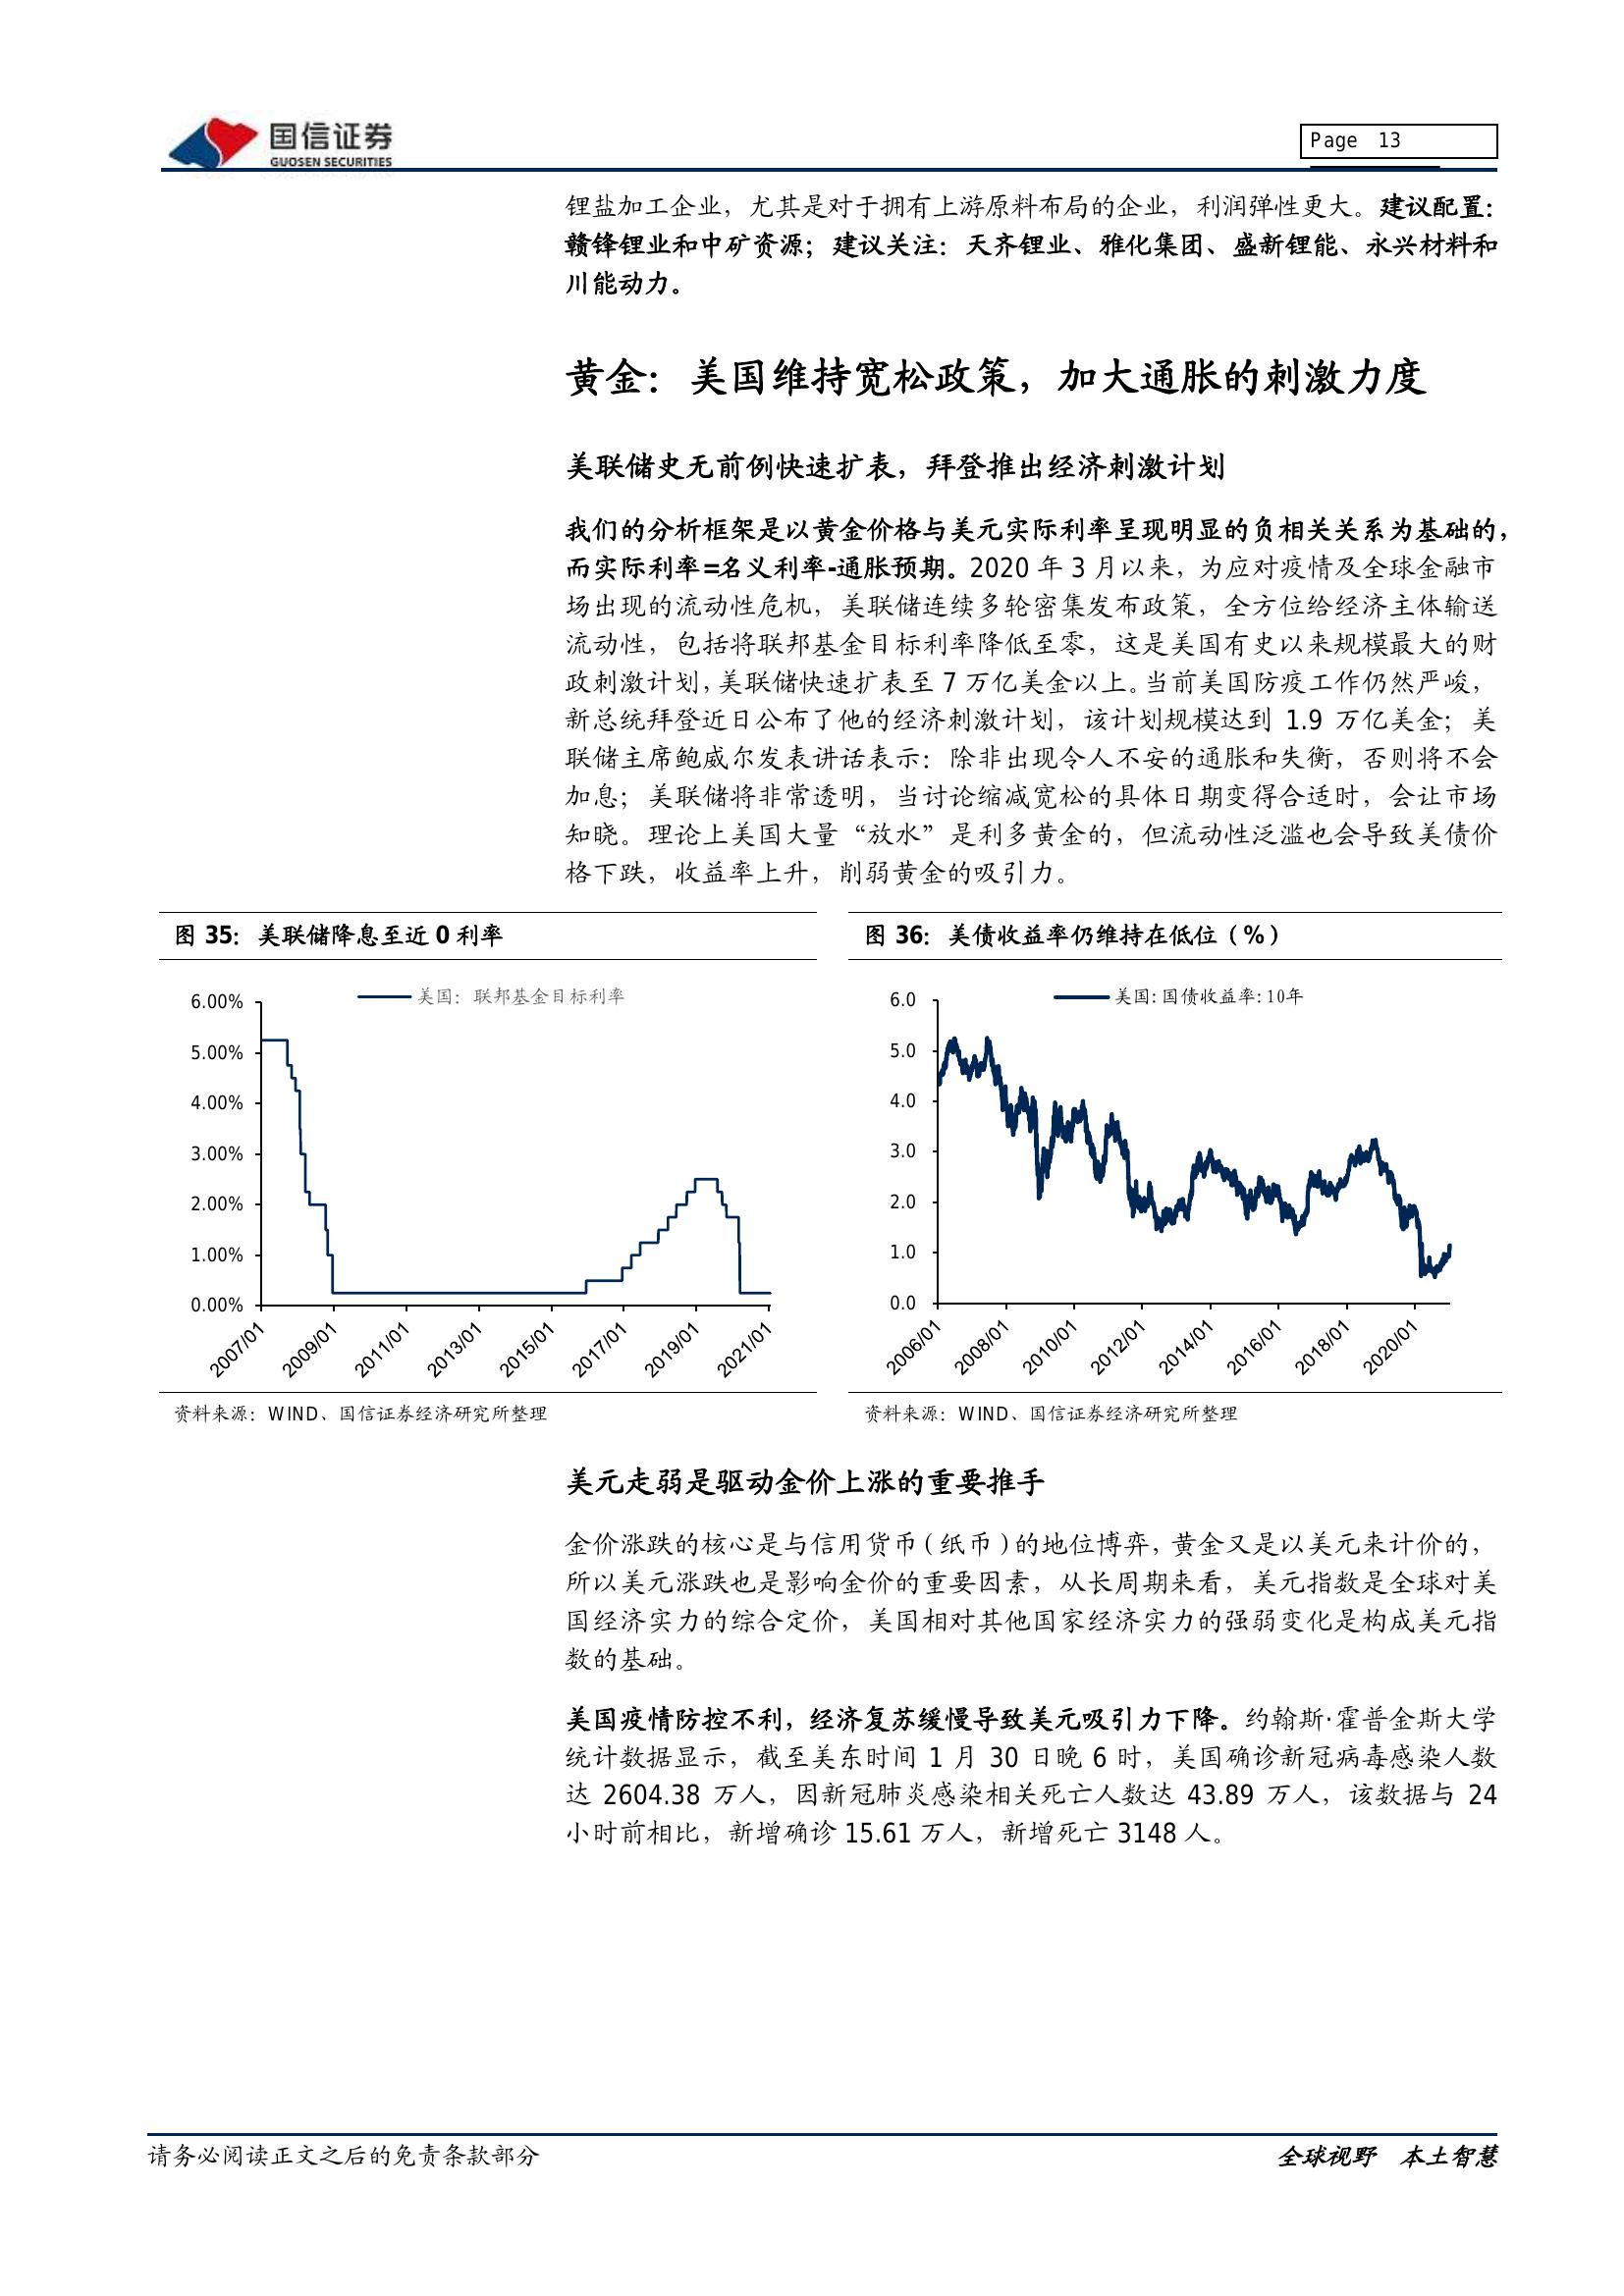 国信证券
GUOSEN SECURITIES
Page 13
锂盐加工企业，尤其是对于拥有上游原料布局的企业，利润弹性更大。建议配置：
赣锋锂业和中矿资源；建议关注：天齐锂业、雅化集团、盛新锂能、永兴材料和
川能动力。
黄金：美国维持宽松政策，加大通胀的刺激力度
美联储史无前例快速扩表，拜登推出经济刺激计划
我们的分析框架是以黄金价格与美元实际利率呈现明显的负相关关系为基础的，
而实际利率=名义利率-通胀预期。2020 年 3 月以来，为应对疫情及全球金融市
场出现的流动性危机，美联储连续多轮密集发布政策，全方位给经济主体输送
流动性，包括将联邦基金目标利率降低至零，这是美国有史以来规模最大的财
政刺激计划，美联储快速扩表至 7 万亿美金以上。当前美国防疫工作仍然严峻，
新总统拜登近日公布了他的经济刺激计划，该计划规模达到 1.9 万亿美金；美
联储主席鲍威尔发表讲话表示：除非出现令人不安的通胀和失衡，否则将不会
加息；美联储将非常透明，当讨论缩减宽松的具体日期变得合适时，会让市场
知晓。理论上美国大量“放水”是利多黄金的，但流动性泛滥也会导致美债价
格下跌，收益率上升，削弱黄金的吸引力。
图 35：美联储降息至近 0 利率
美国：联邦基金目标利率
6.00%
5.00%
4.00%
3.00%
2.00%
1.00%
0.00%
2007/01 2009/01 2011/01 2013/01 2015/01 2017/01 2019/01 2021/01
资料来源：WIND、国信证券经济研究所整理
图 36：美债收益率仍维持在低位（%）
美国:国债收益率:10年
6.0
5.0
4.0
3.0
2.0
1.0
0.0
2006/01 2008/01 2010/01 2012/01 2014/01 2016/01 2018/01 2020/01
资料来源：WIND、国信证券经济研究所整理
美元走弱是驱动金价上涨的重要推手
金价涨跌的核心是与信用货币（纸币）的地位博弈，黄金又是以美元来计价的，
所以美元涨跌也是影响金价的重要因素，从长周期来看，美元指数是全球对美
国经济实力的综合定价，美国相对其他国家经济实力的强弱变化是构成美元指
数的基础。
美国疫情防控不利，经济复苏缓慢导致美元吸引力下降。约翰斯·霍普金斯大学
统计数据显示，截至美东时间 1 月 30 日晚 6 时，美国确诊新冠病毒感染人数
达 2604.38 万人，因新冠肺炎感染相关死亡人数达 43.89 万人，该数据与 24
小时前相比，新增确诊 15.61 万人，新增死亡 3148 人。
请务必阅读正文之后的免责条款部分
全球视野 本土智慧